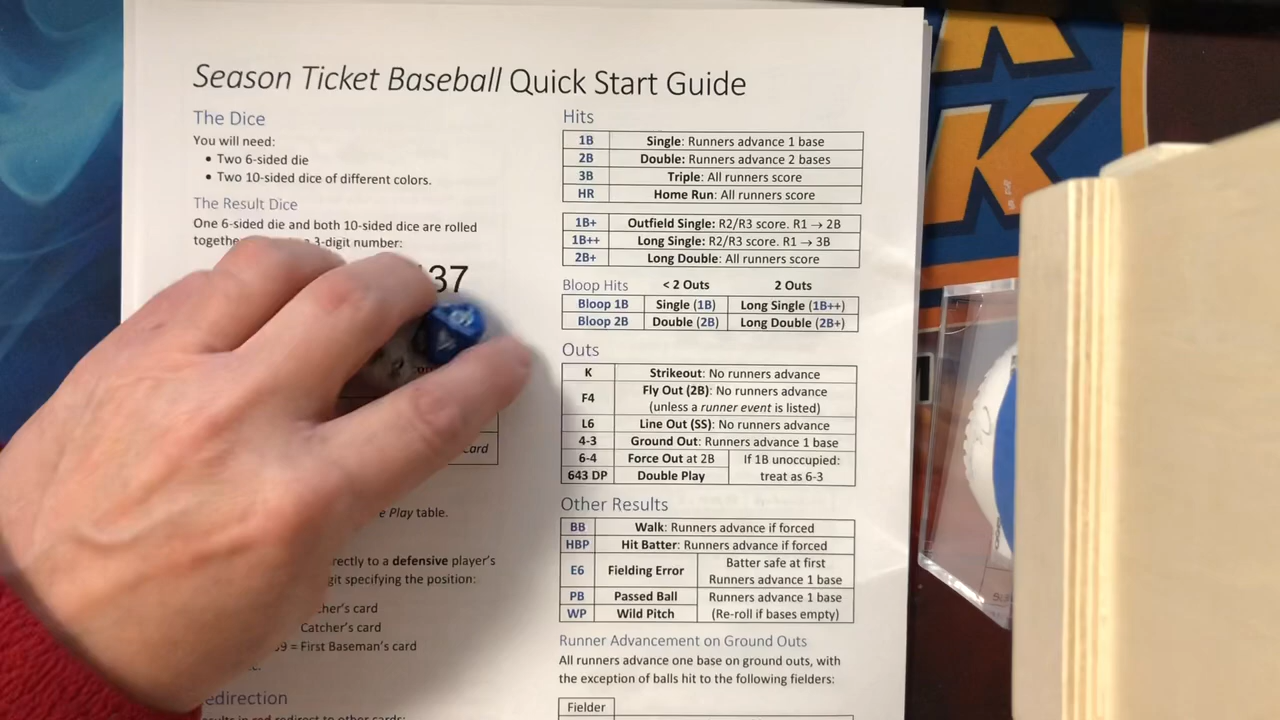 Season Ticket Baseball Quick Start Guide
The Dice
You will need:
• Two 6-sided die
• Two 10-sided dice of different colors.
The Result Dice
One 6-sided die and both 10-sided dice are rolled
3-digit number:
37
card
Play table.
directly to a defensive player's
specifying the position:
card
Catcher's card
= First Baseman's card
Hits
1B Single: Runners advance 1 base
2B Double: Runners advance 2 bases
3B Triple: All runners score
HR Home Run: All runners score
1B+ Outfield Single: R2/R3 score. R1 → 2B
1B++ Long Single: R2/R3 score. R1 → 3B
2B+ Long Double: All runners score
Bloop Hits < 2 Outs 2 Outs
Bloop 1B Single (1B) Long Single (1B++)
Bloop 2B Double (2B) Long Double (2B+)
Outs
K Strikeout: No runners advance
F4 Fly Out (2B): No runners advance
(unless a runner event is listed)
L6 Line Out (SS): No runners advance
4-3 Ground Out: Runners advance 1 base
6-4 Force Out at 2B If 1B unoccupied:
643 DP Double Play treat as 6-3
Other Results
BB Walk: Runners advance if forced
HBP Hit Batter: Runners advance if forced
E6 Fielding Error Batter safe at first
Runners advance 1 base
PB Passed Ball Runners advance 1 base
WP Wild Pitch (Re-roll if bases empty)
Runner Advancement on Ground Outs
All runners advance one base on ground outs, with
the exception of balls hit to the following fielders:
Fielder
K